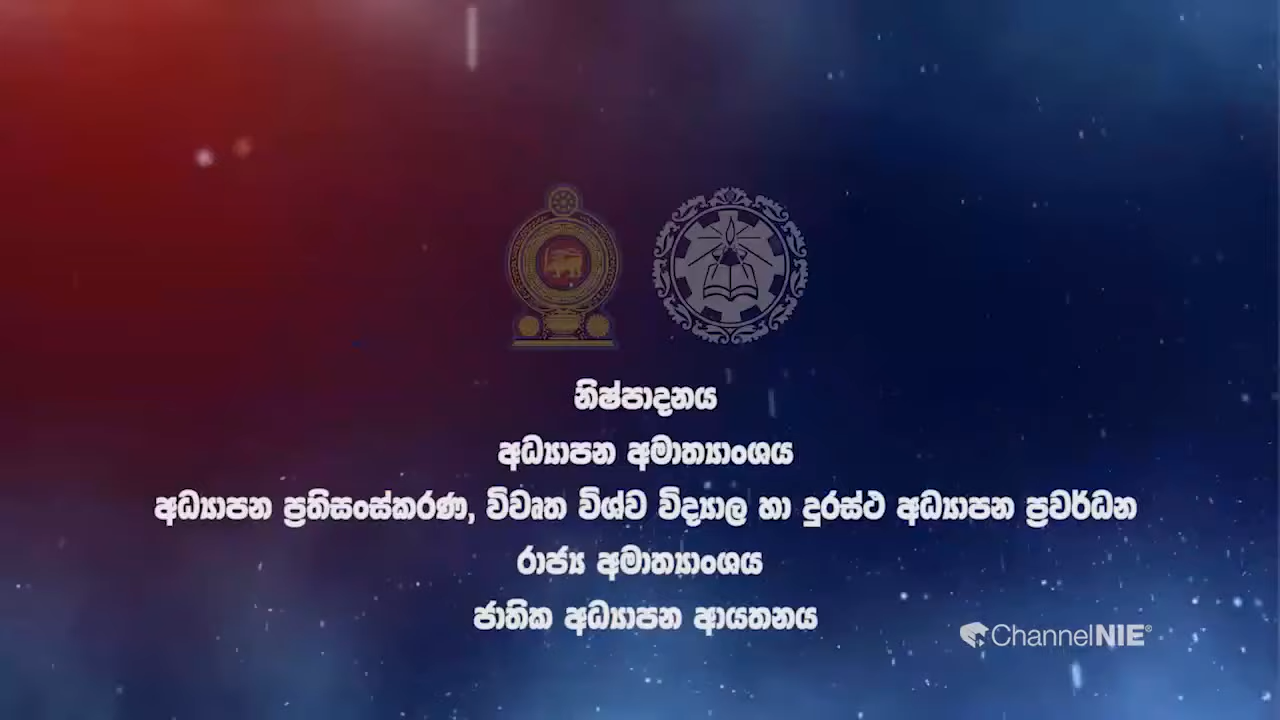 නිෂ්පාදනය
අධ්‍යාපන අමාත්‍යාංශය
අධ්‍යාපන ප්‍රතිසංස්කරණ, විවෘත විශ්ව විද්‍යාල හා දුරස්ථ අධ්‍යාපන ප්‍රවර්ධන
රාජ්‍ය අමාත්‍යාංශය
ජාතික අධ්‍යාපන ආයතනය
ChannelNIE®